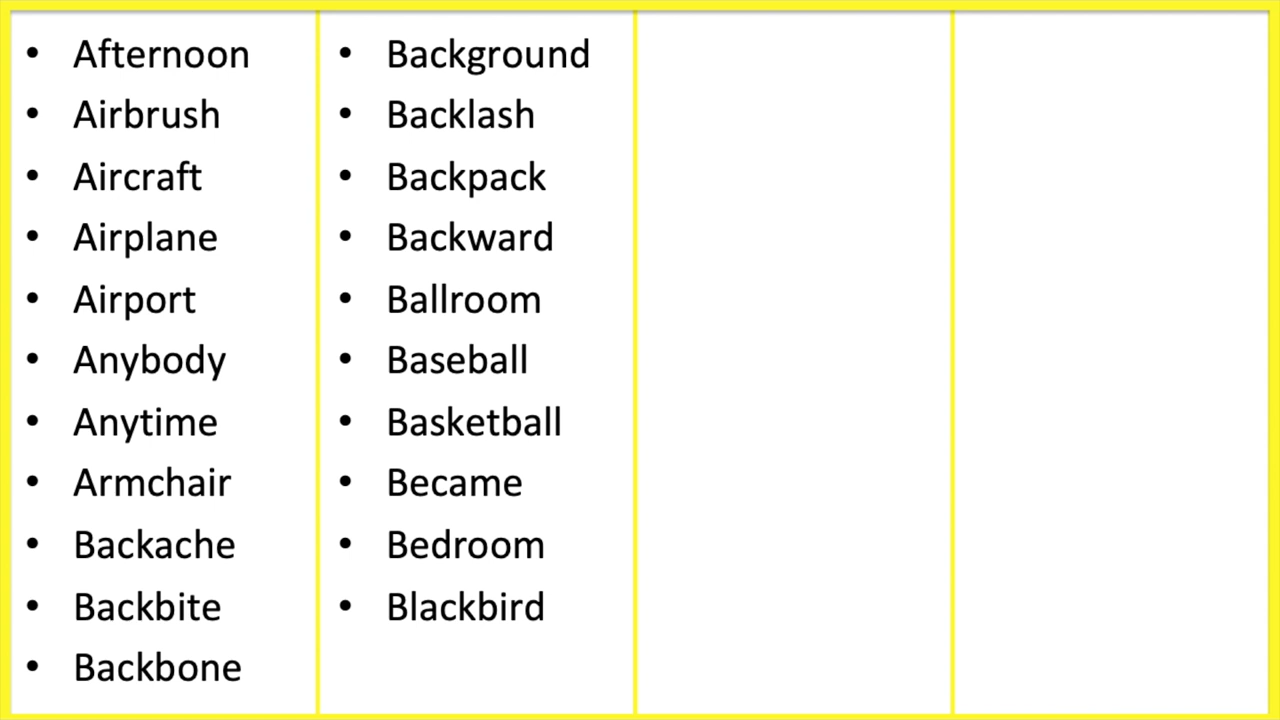 • Afternoon
• Airbrush
• Aircraft
• Airplane
• Airport
• Anybody
• Anytime
• Armchair
• Backache
• Backbite
• Backbone
• Background
• Backlash
• Backpack
• Backward
• Ballroom
• Baseball
• Basketball
• Became
• Bedroom
• Blackbird